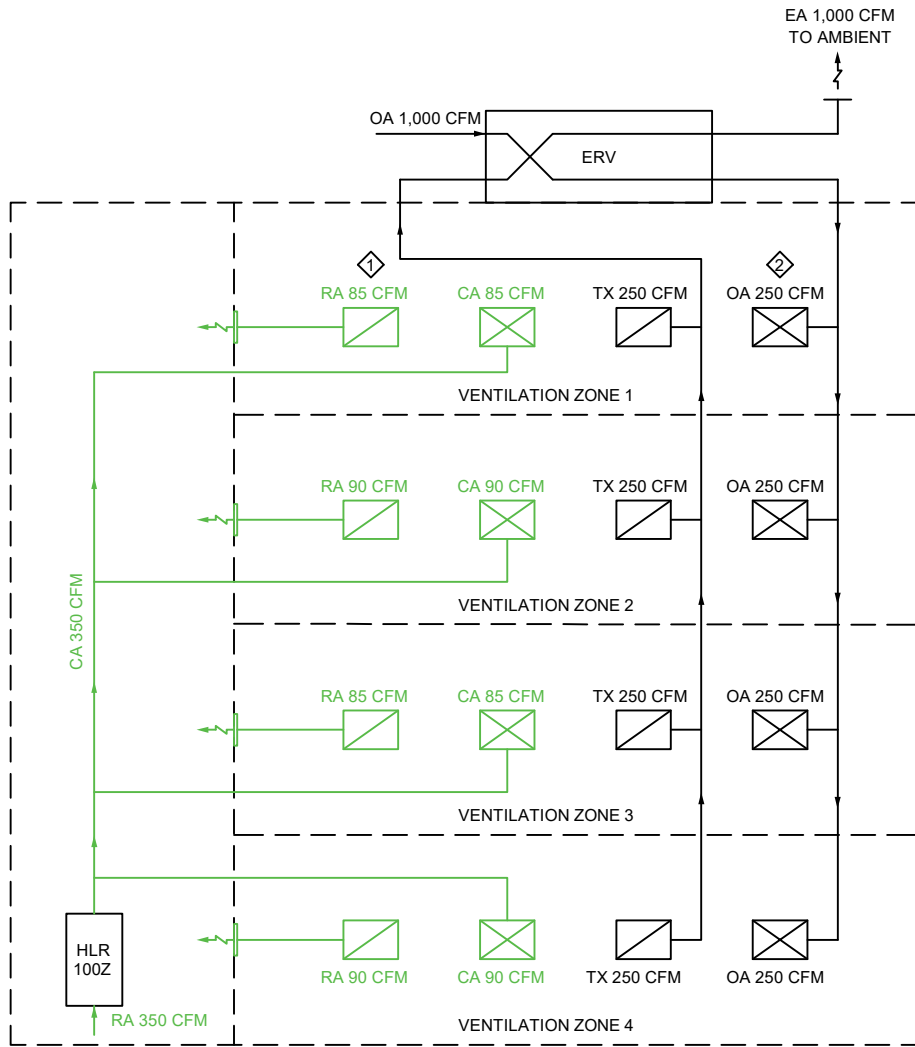 EA 1,000 CFM
TO AMBIENT
OA 1,000 CFM
ERV
1
2
RA 85 CFM
CA 85 CFM
TX 250 CFM
OA 250 CFM
VENTILATION ZONE 1
RA 90 CFM
CA 90 CFM
TX 250 CFM
OA 250 CFM
VENTILATION ZONE 2
CA 350 CFM
RA 85 CFM
CA 85 CFM
TX 250 CFM
OA 250 CFM
VENTILATION ZONE 3
HLR
100Z
RA 90 CFM
CA 90 CFM
TX 250 CFM
OA 250 CFM
RA 350 CFM
VENTILATION ZONE 4